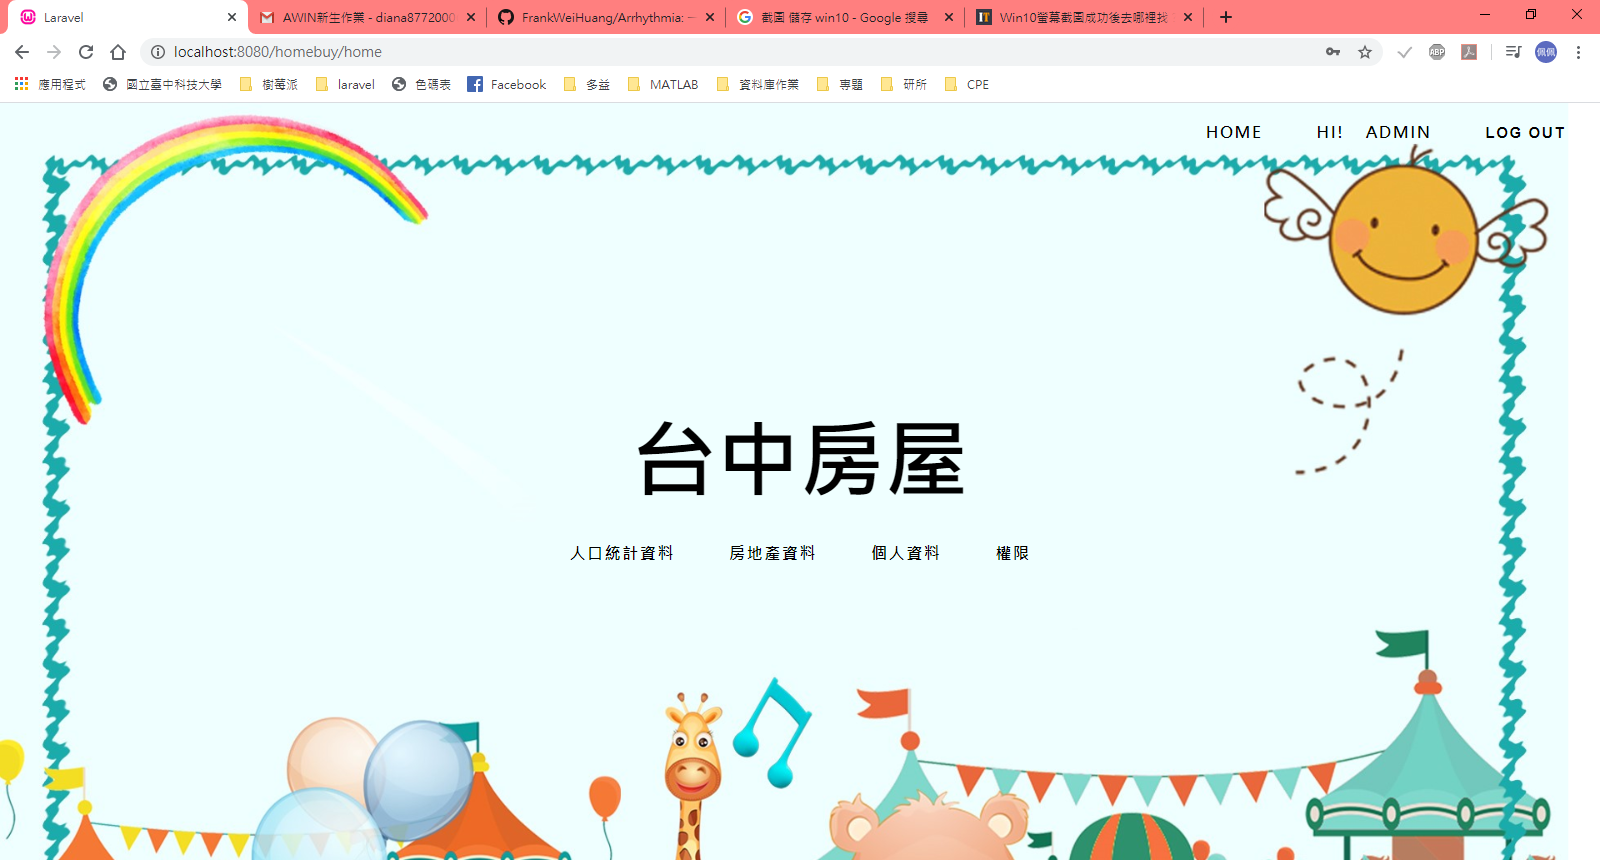 Laravel
AWIN新生作業 - diana8772000
FrankWeiHuang/Arrhythmia:
截圖 儲存 win10 - Google 搜尋
Win10螢幕截圖成功後去哪裡找
localhost:8080/homebuy/home
ABP
佩佩
應用程式
國立臺中科技大學
樹莓派
laravel
色碼表
Facebook
多益
MATLAB
資料庫作業
專題
研所
CPE
HOME
HI! ADMIN
LOG OUT
台中房屋
人口統計資料
房地產資料
個人資料
權限